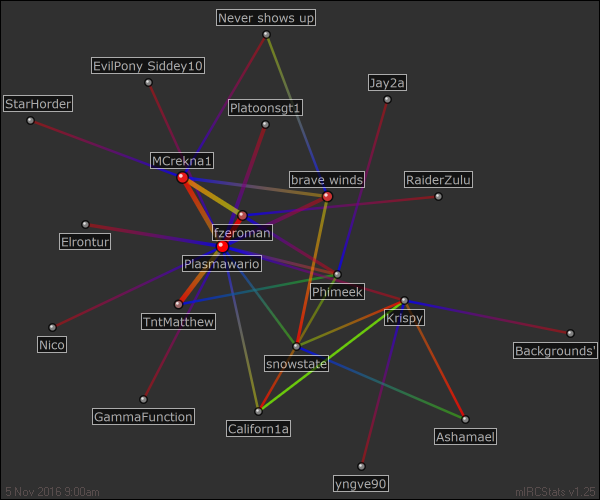 Never shows up
EvilPony Siddey10
Jay2a
StarHorder
Platoonsgt1
MCrekna1
brave winds
RaiderZulu
fzeroman
Elrontur
Plasmawario
Phimeek
TntMatthew
Krispy
Nico
Backgrounds'
snowstate
GammaFunction
Californ1a
Ashamael
yngve90
5 Nov 2016 9:00am
mIRCStats v1.25